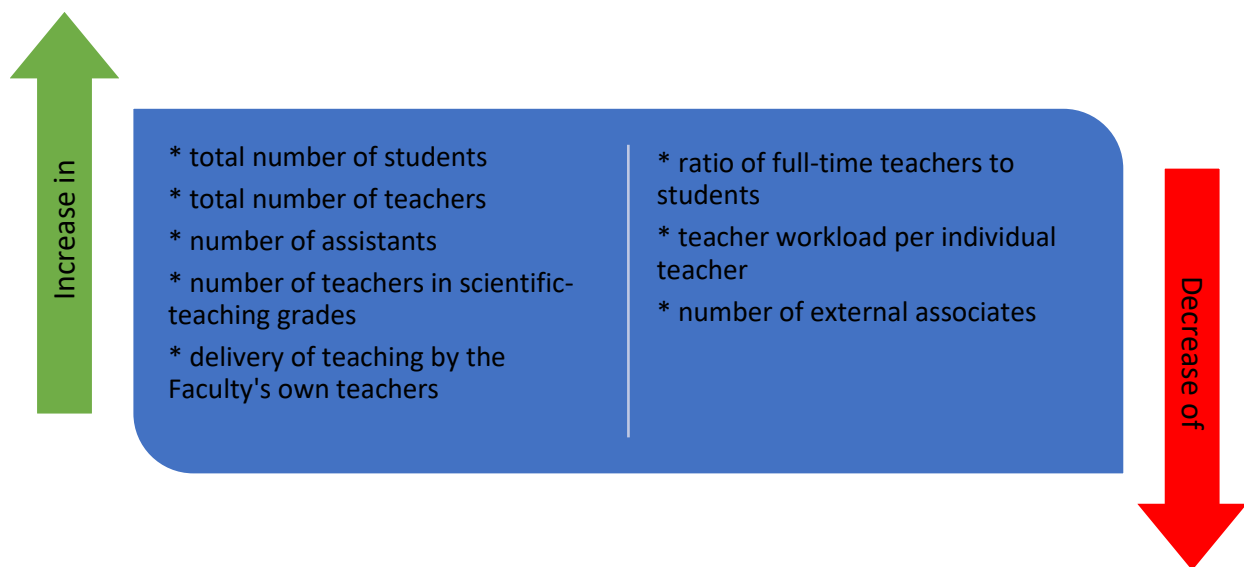 Increase in
* total number of students
* total number of teachers
* number of assistants
* number of teachers in scientific-
teaching grades
* delivery of teaching by the
Faculty's own teachers
* ratio of full-time teachers to
students
* teacher workload per individual
teacher
* number of external associates
Decrease of